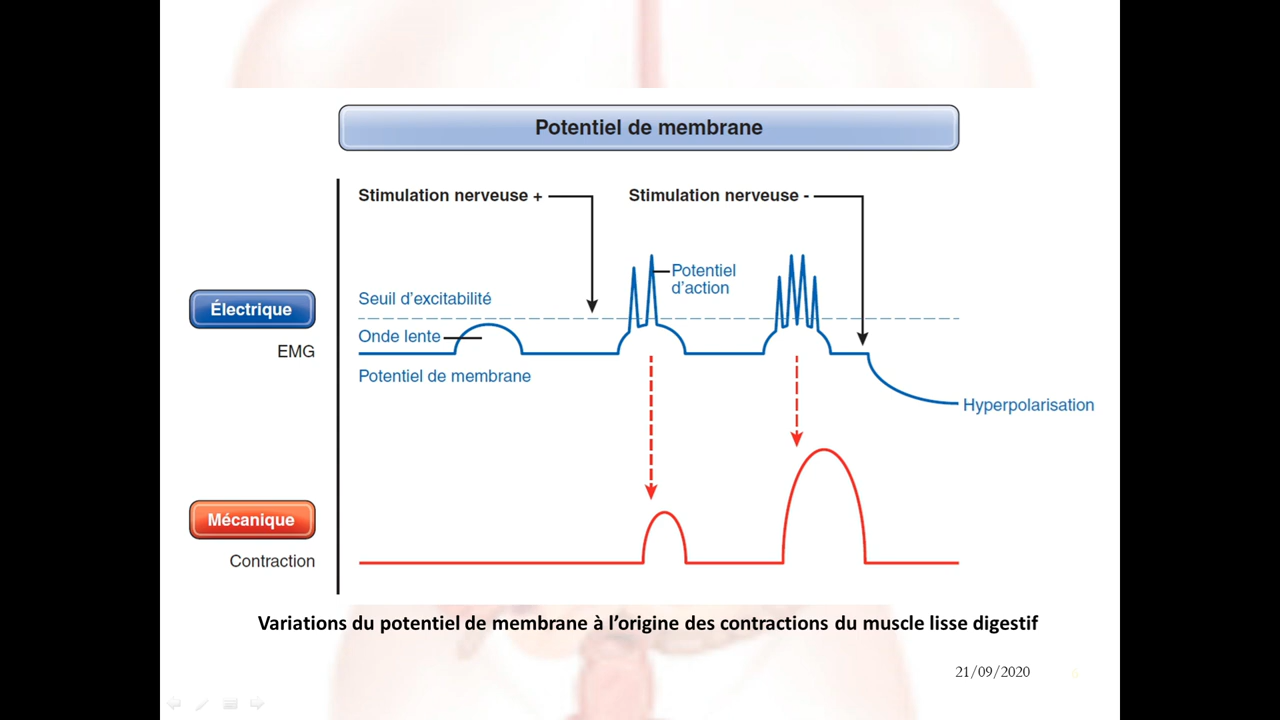 Potentiel de membrane
Stimulation nerveuse +
Stimulation nerveuse -
Potentiel
d’action
Seuil d’excitabilité
Électrique
Onde lente
EMG
Potentiel de membrane
Hyperpolarisation
Mécanique
Contraction
Variations du potentiel de membrane à l’origine des contractions du muscle lisse digestif
21/09/2020
6